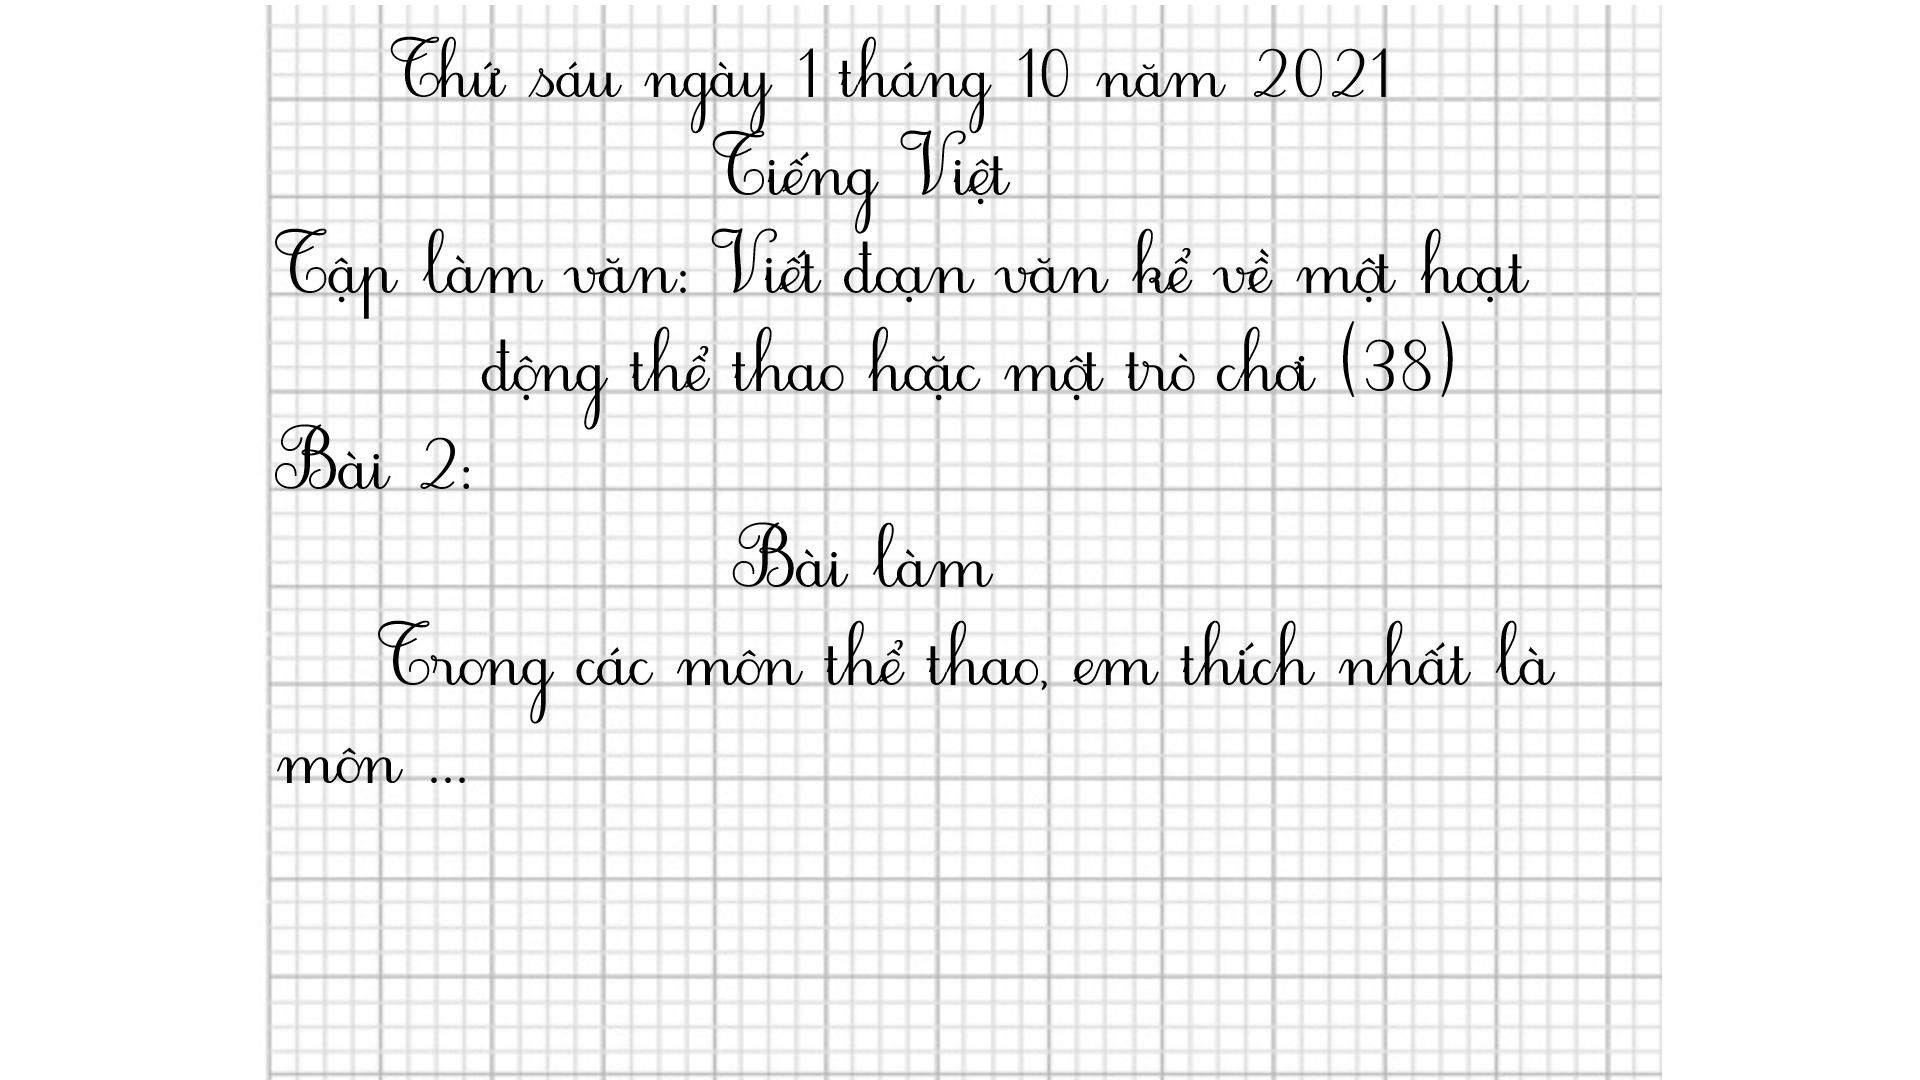 Thứ sáu ngày 1 tháng 10 năm 2021
Tiếng Việt
Tập làm văn: Viết đoạn văn kể về một hoạt
động thể thao hoặc một trò chơi (38)
Bài 2:
Bài làm
Trong các môn thể thao, em thích nhất là
môn ...